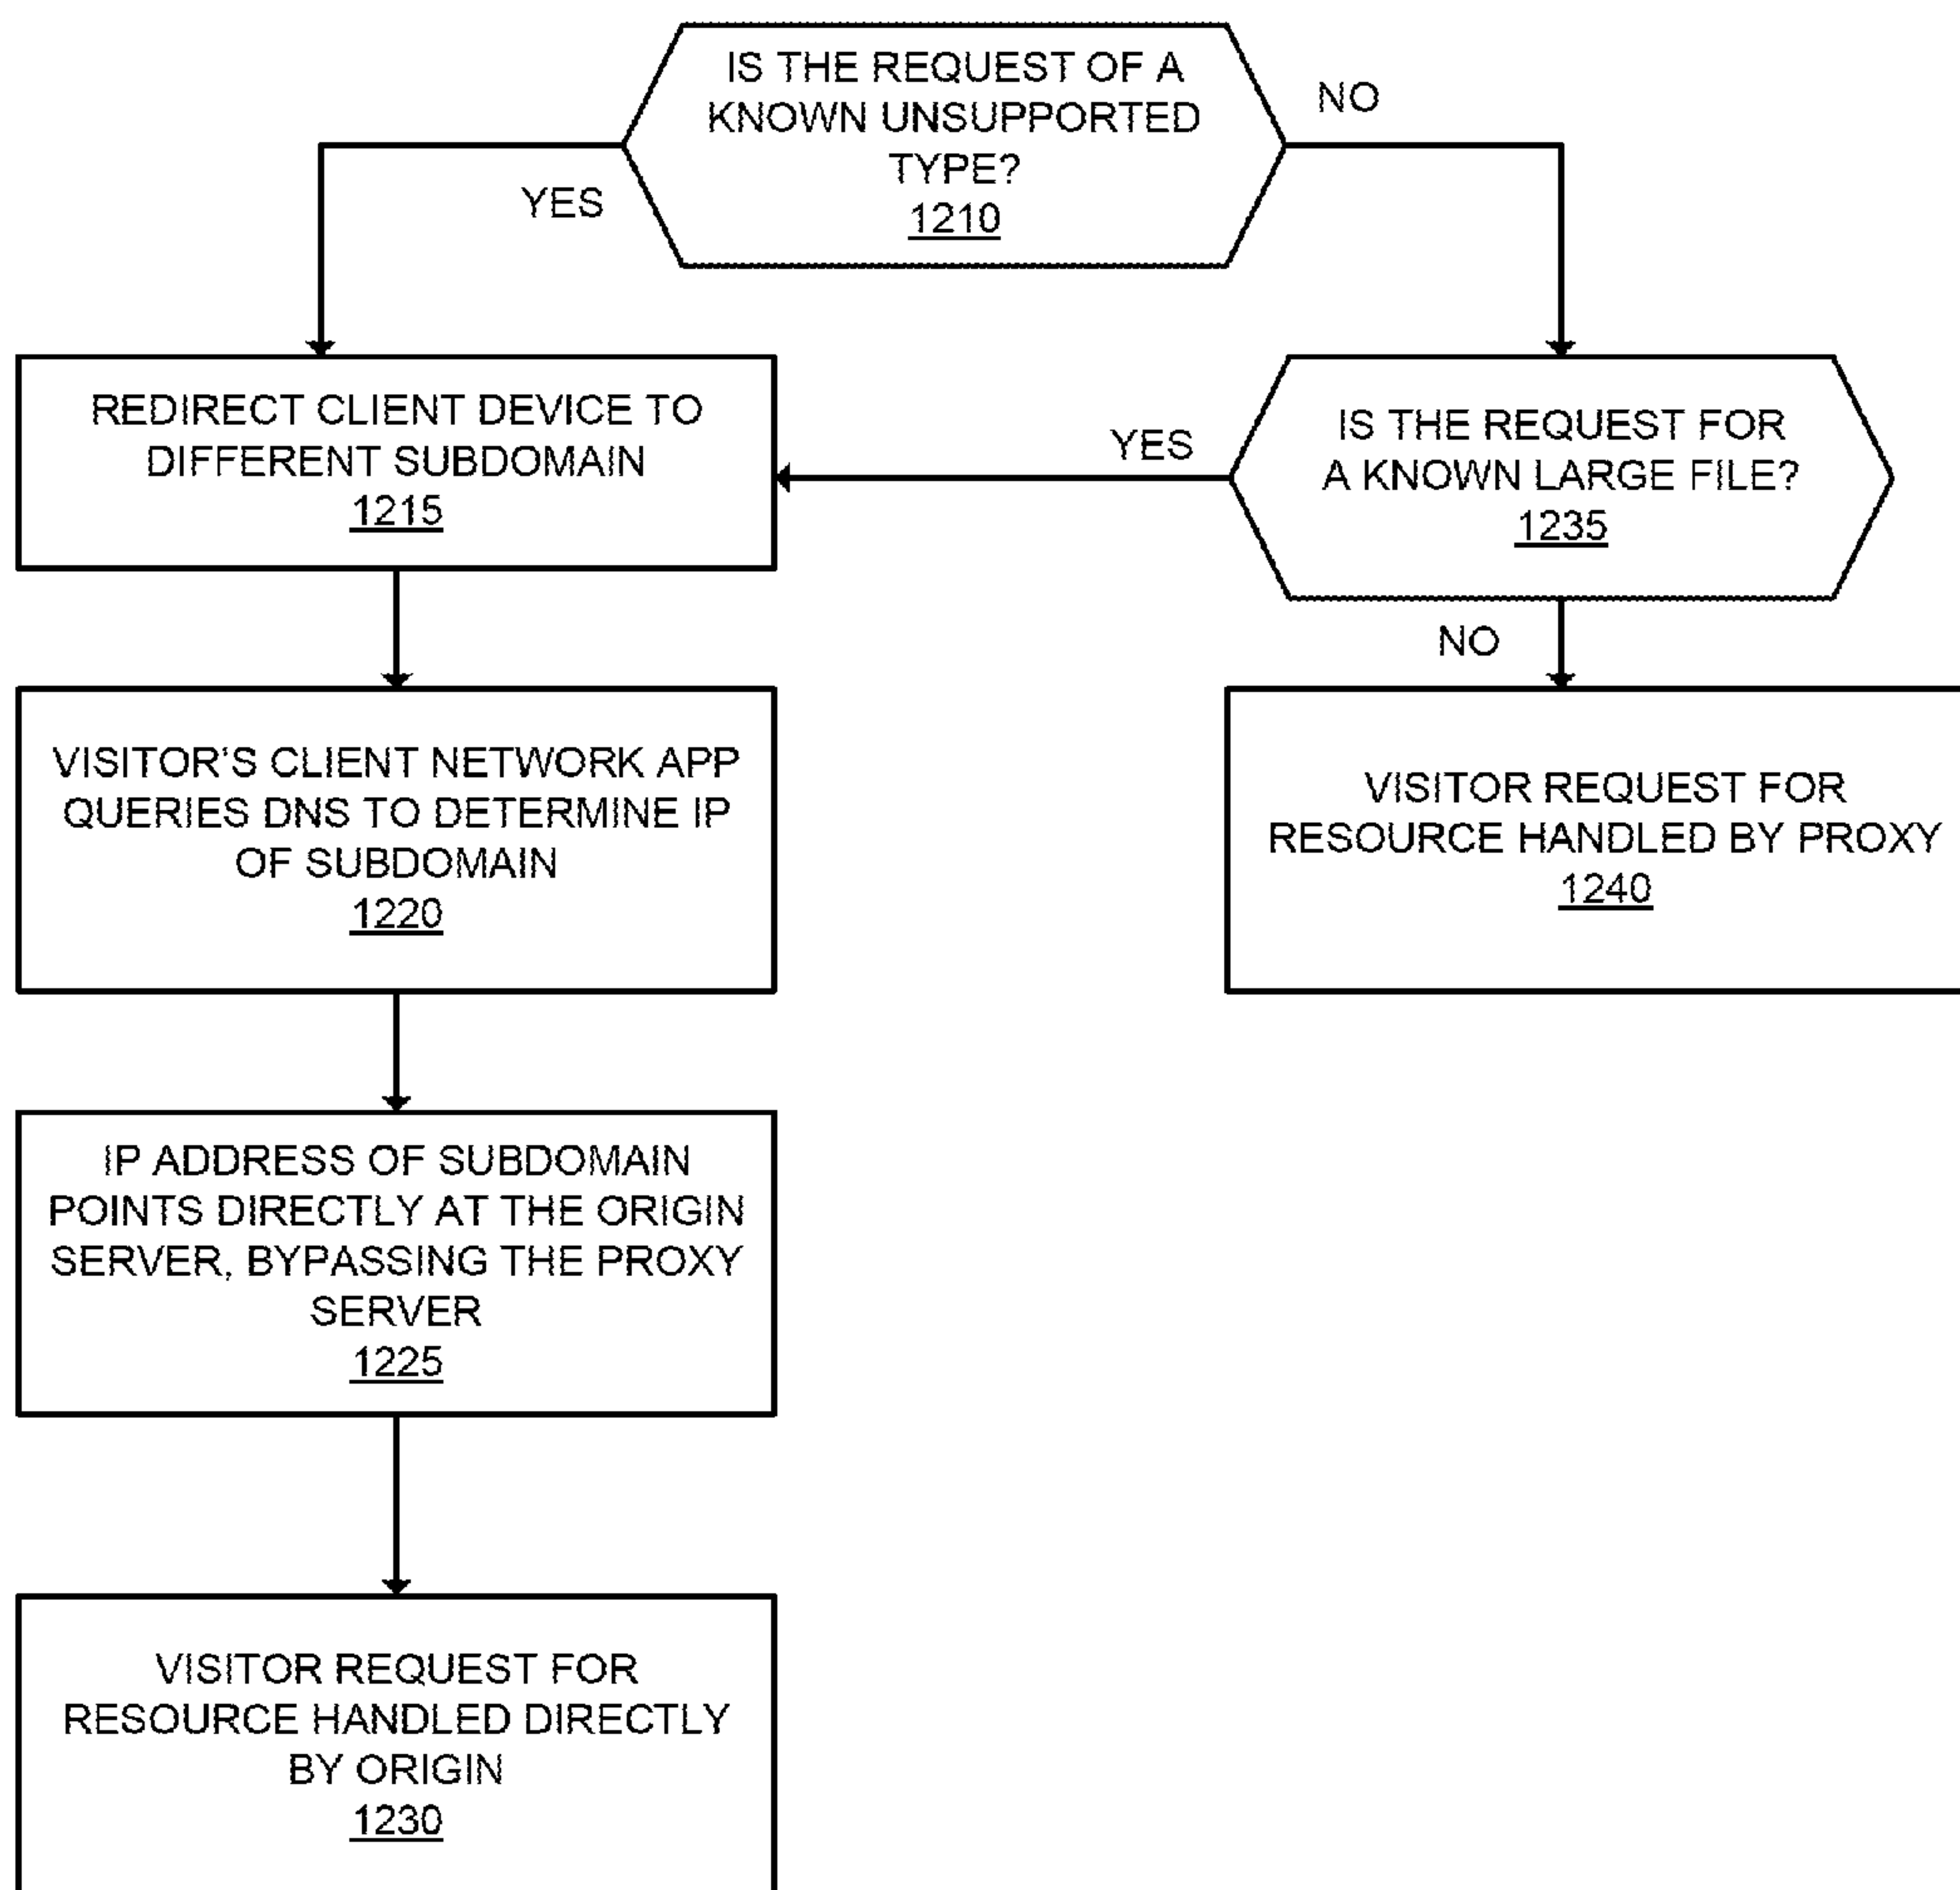 IS THE REQUEST OF A
KNOWN UNSUPPORTED
TYPE?
1210
NO
YES
REDIRECT CLIENT DEVICE TO
DIFFERENT SUBDOMAIN
1215
YES
IS THE REQUEST FOR
A KNOWN LARGE FILE?
1235
NO
VISITOR'S CLIENT NETWORK APP
QUERIES DNS TO DETERMINE IP
OF SUBDOMAIN
1220
VISITOR REQUEST FOR
RESOURCE HANDLED BY PROXY
1240
IP ADDRESS OF SUBDOMAIN
POINTS DIRECTLY AT THE ORIGIN
SERVER, BYPASSING THE PROXY
SERVER
1225
VISITOR REQUEST FOR
RESOURCE HANDLED DIRECTLY
BY ORIGIN
1230